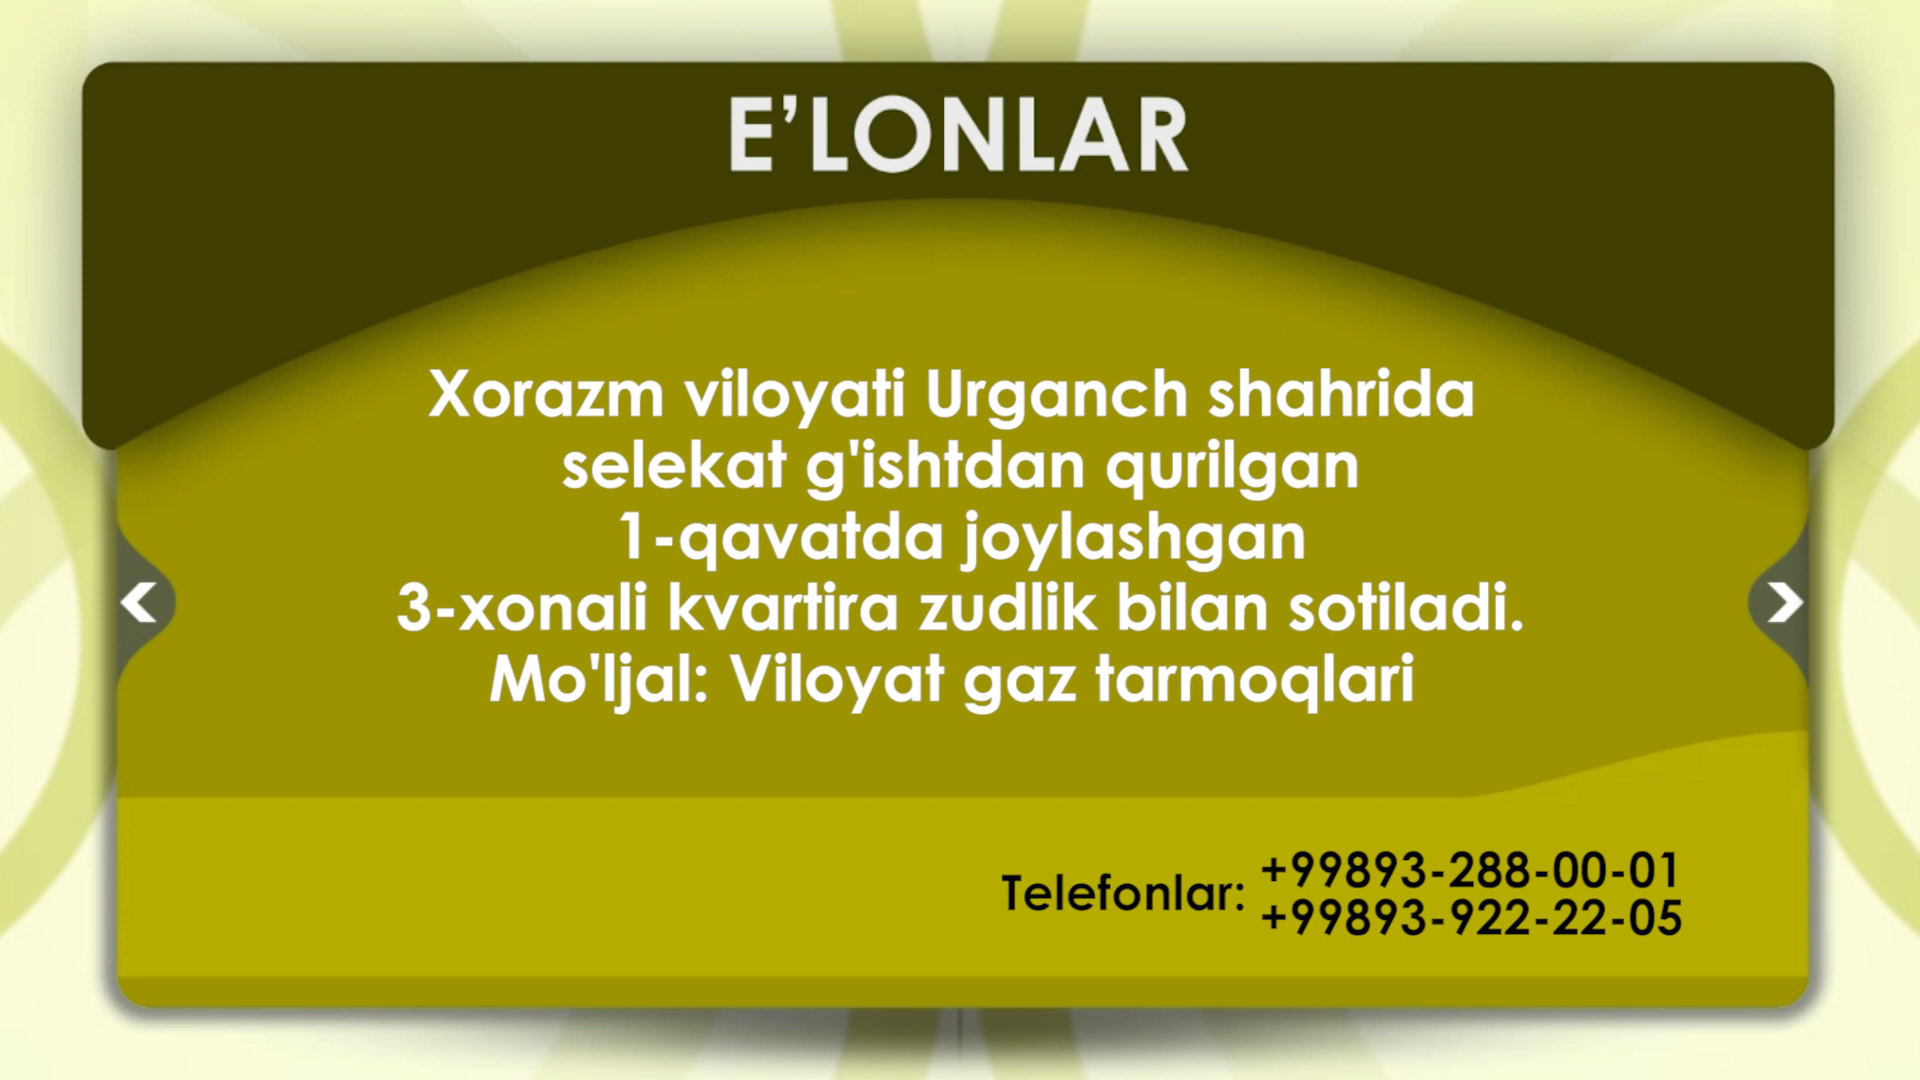 E’LONLAR
Xorazm viloyati Urganch shahrida
selekat g'ishtdan qurilgan
1-qavatda joylashgan
3-xonali kvartira zudlik bilan sotiladi.
Mo'ljal: Viloyat gaz tarmoqlari
Telefonlar: +99893-288-00-01
+99893-922-22-05